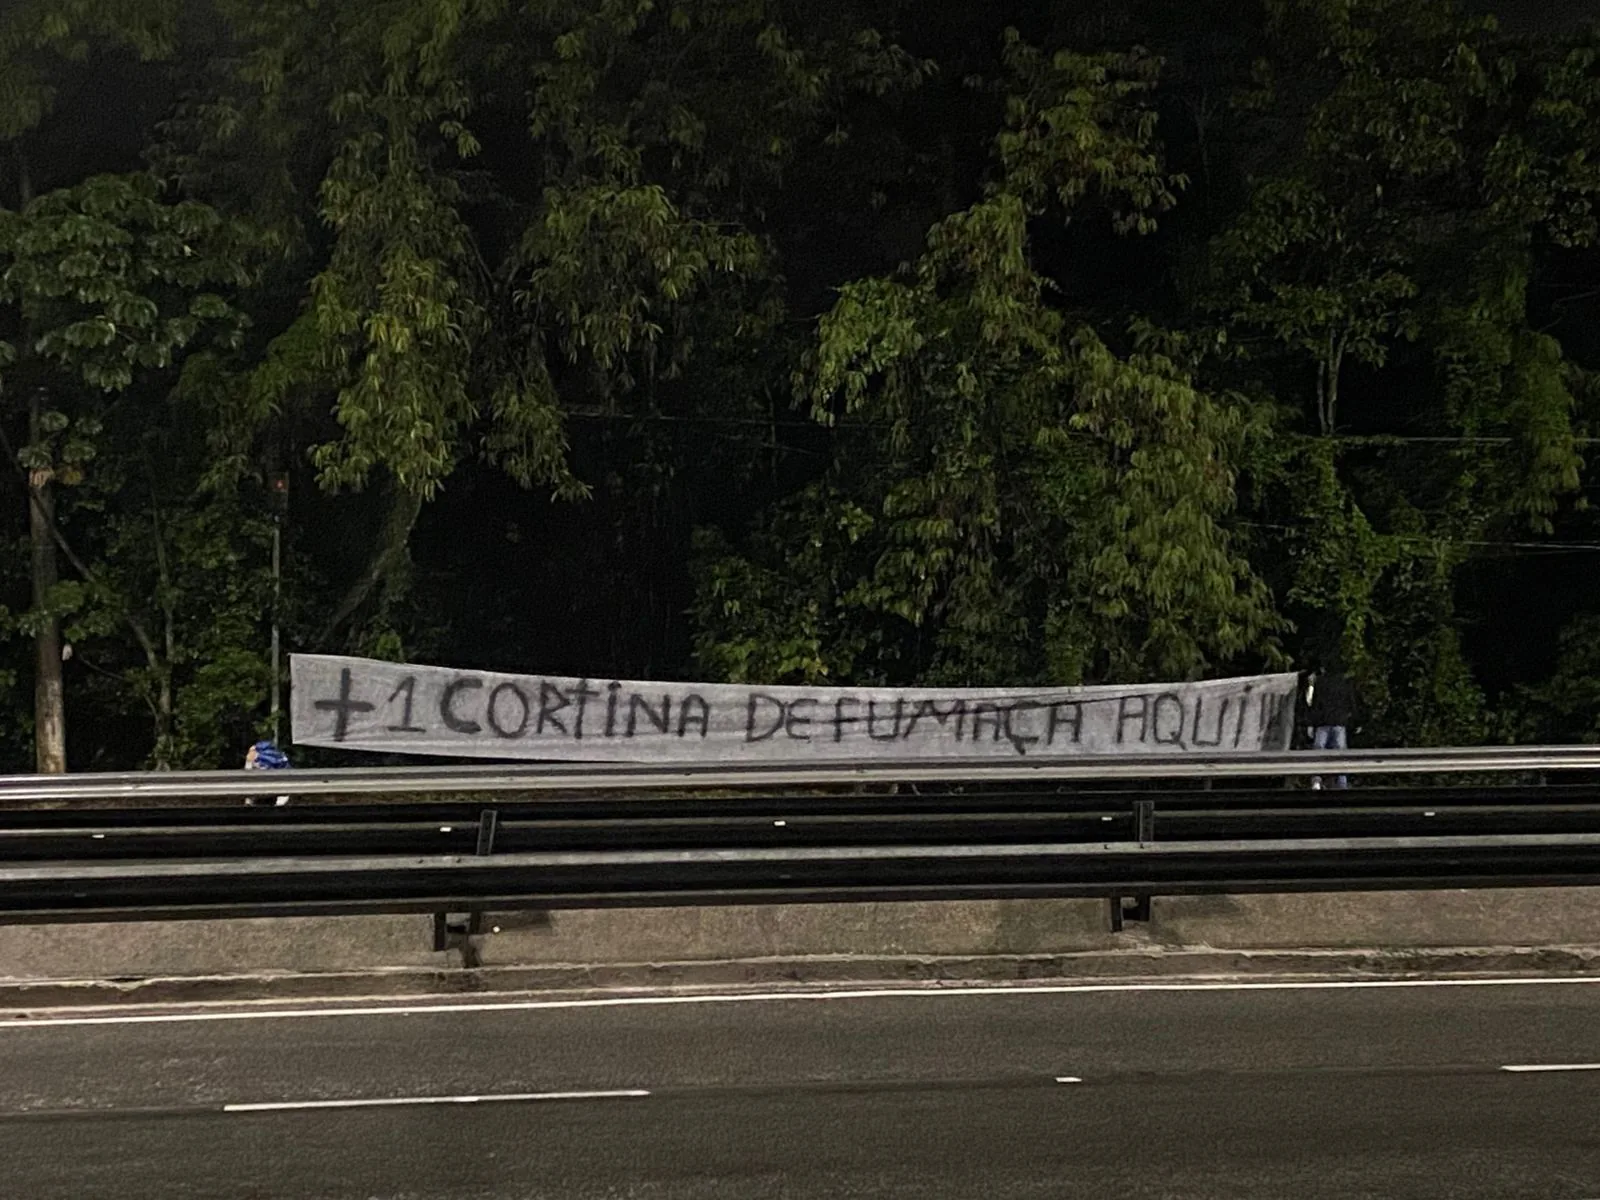 +1 CORTINA DE FUMAÇA AQUI!!!